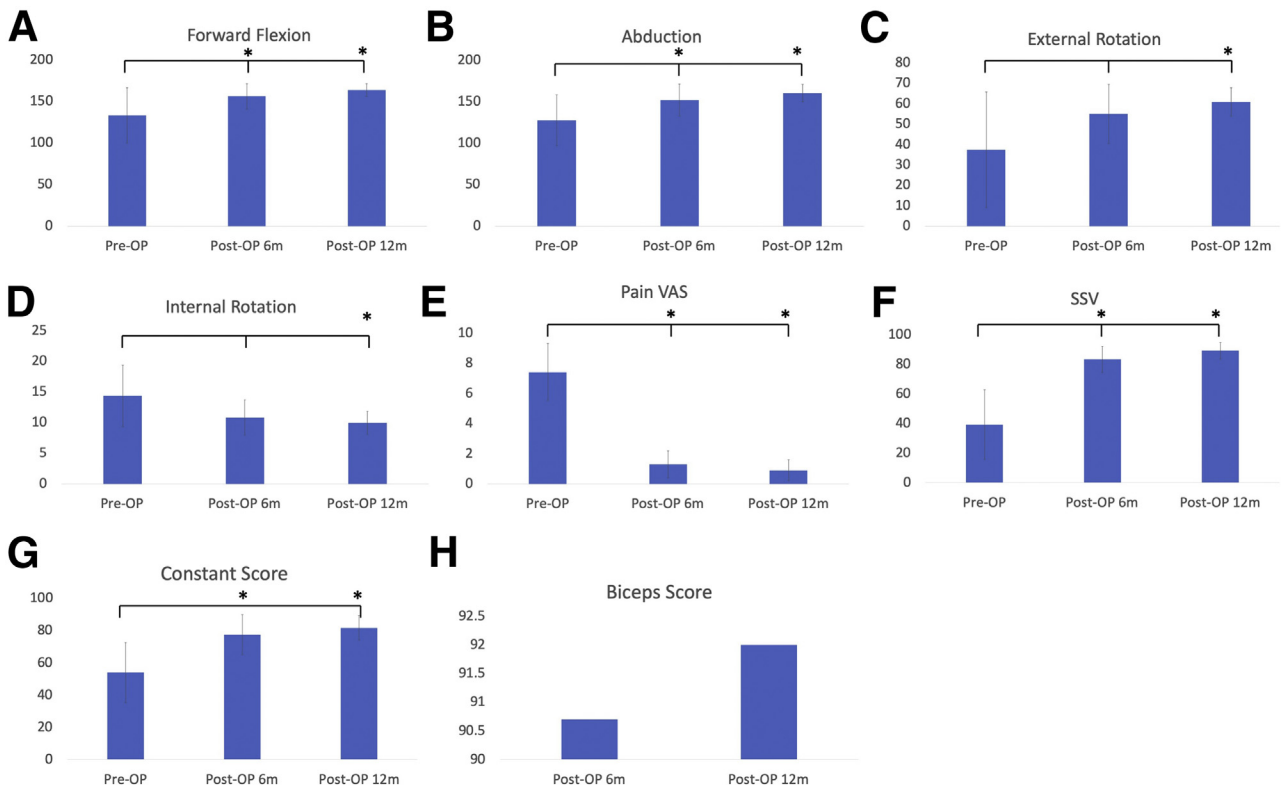 A
Forward Flexion
* *
200
150
100
50
0
Pre-OP Post-OP 6m Post-OP 12m
B
Abduction
* *
200
150
100
50
0
Pre-OP Post-OP 6m Post-OP 12m
C
External Rotation
*
80
70
60
50
40
30
20
10
0
Pre-OP Post-OP 6m Post-OP 12m
D
Internal Rotation
*
25
20
15
10
5
0
Pre-OP Post-OP 6m Post-OP 12m
E
Pain VAS
* *
10
8
6
4
2
0
Pre-OP Post-OP 6m Post-OP 12m
F
SSV
* *
100
80
60
40
20
0
Pre-OP Post-OP 6m Post-OP 12m
G
Constant Score
* *
100
80
60
40
20
0
Pre-OP Post-OP 6m Post-OP 12m
H
Biceps Score
92.5
92
91.5
91
90.5
90
Post-OP 6m Post-OP 12m